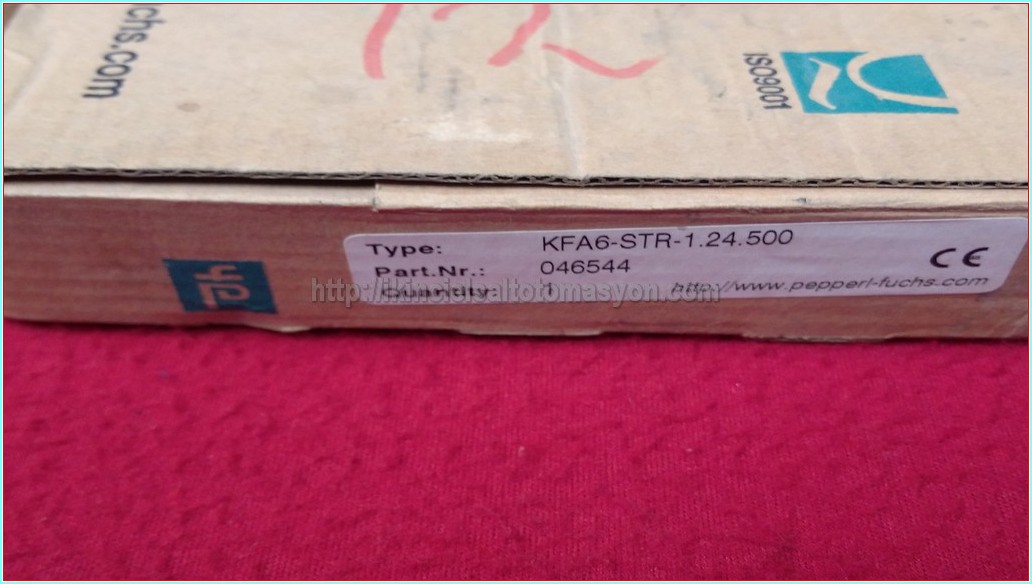 uchs.com
ISO9001
Type: KFA6-STR-1.24.500
Part.Nr.: 046544
Quantity: 1 http://www.pepperl-fuchs.com
CE